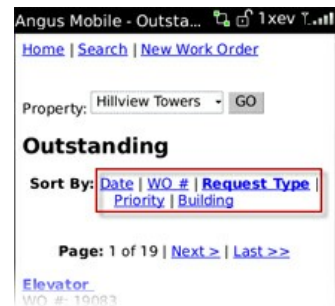 Angus Mobile - Outsta... 1xev
Home | Search | New Work Order
Property: Hillview Towers GO
Outstanding
Sort By: Date | WO # | Request Type |
Priority | Building
Page: 1 of 19 | Next > | Last >>
Elevator
WO #: 19083